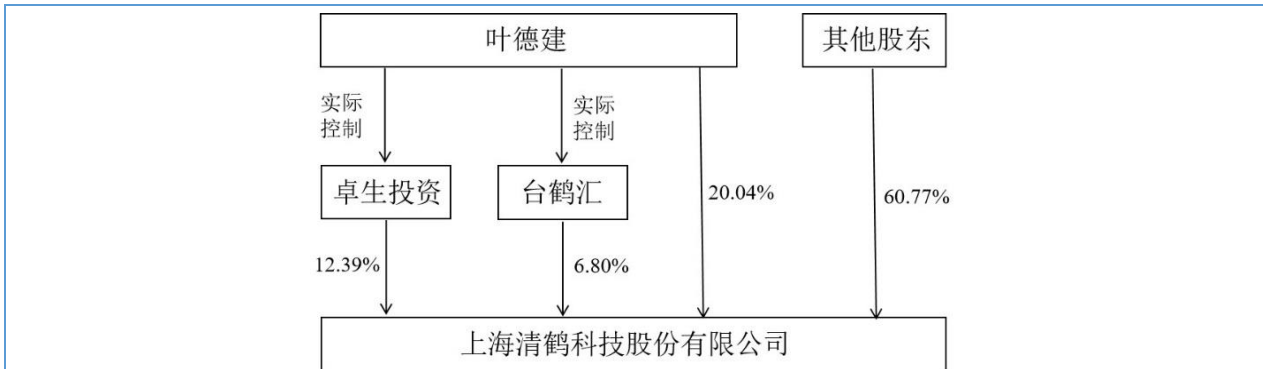 叶德建
其他股东
实际
控制
实际
控制
卓生投资
台鹤汇
20.04%
60.77%
12.39%
6.80%
上海清鹤科技股份有限公司